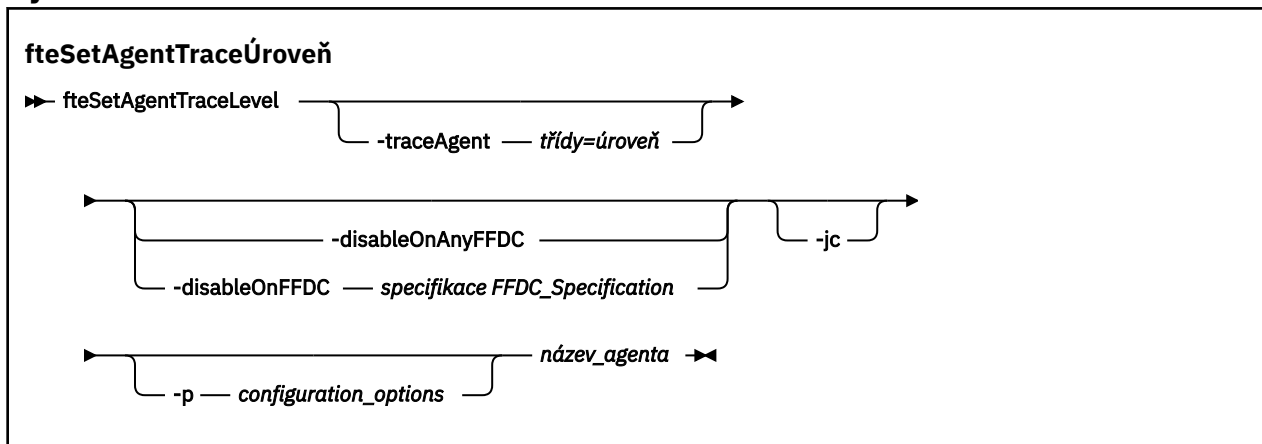 fteSetAgentTraceÚroveň
fteSetAgentTraceLevel
-traceAgent třídy=úroveň
-disableOnAnyFFDC
-jc
-disableOnFFDC specifikace FFDC_Specification
název_agenta
-p configuration_options